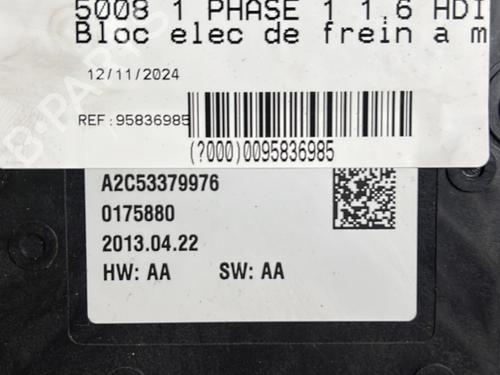 5008 1 PHASE 1 1.6 HDI
Bloc elec de frein a m
12/11/2024
REF:95836985
(?000)0095836985
A2C53379976
0175880
2013.04.22
HW: AA SW: AA
B-PARTS